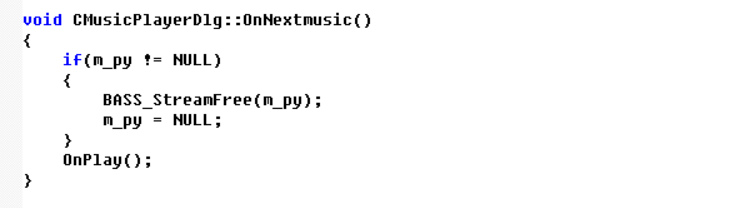 void CMusicPlayerDlg::OnNextmusic()
{
    if(m_py != NULL)
    {
        BASS_StreamFree(m_py);
        m_py = NULL;
    }
    OnPlay();
}